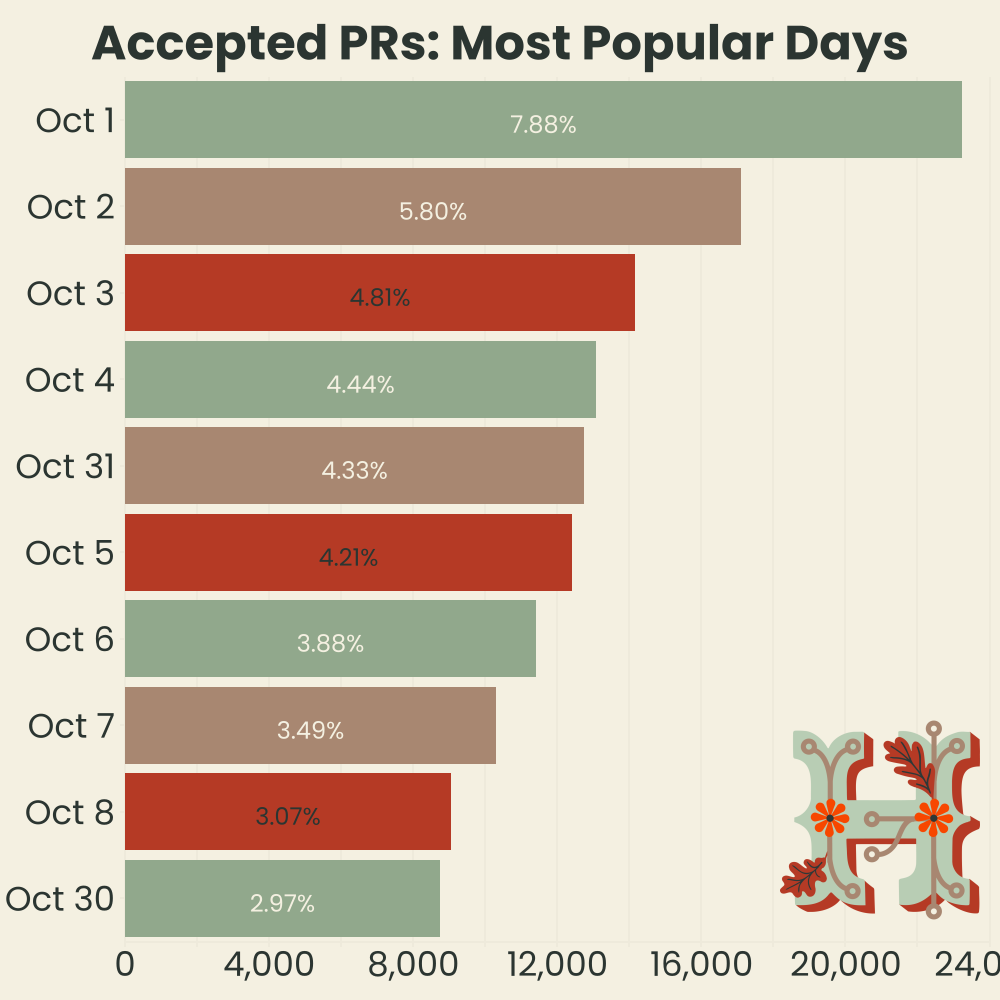 Accepted PRs: Most Popular Days
Oct 1
7.88%
Oct 2
5.80%
Oct 3
4.81%
Oct 4
4.44%
Oct 31
4.33%
Oct 5
4.21%
Oct 6
3.88%
Oct 7
3.49%
Oct 8
3.07%
Oct 30
2.97%
0 4,000 8,000 12,000 16,000 20,000 24,0
H